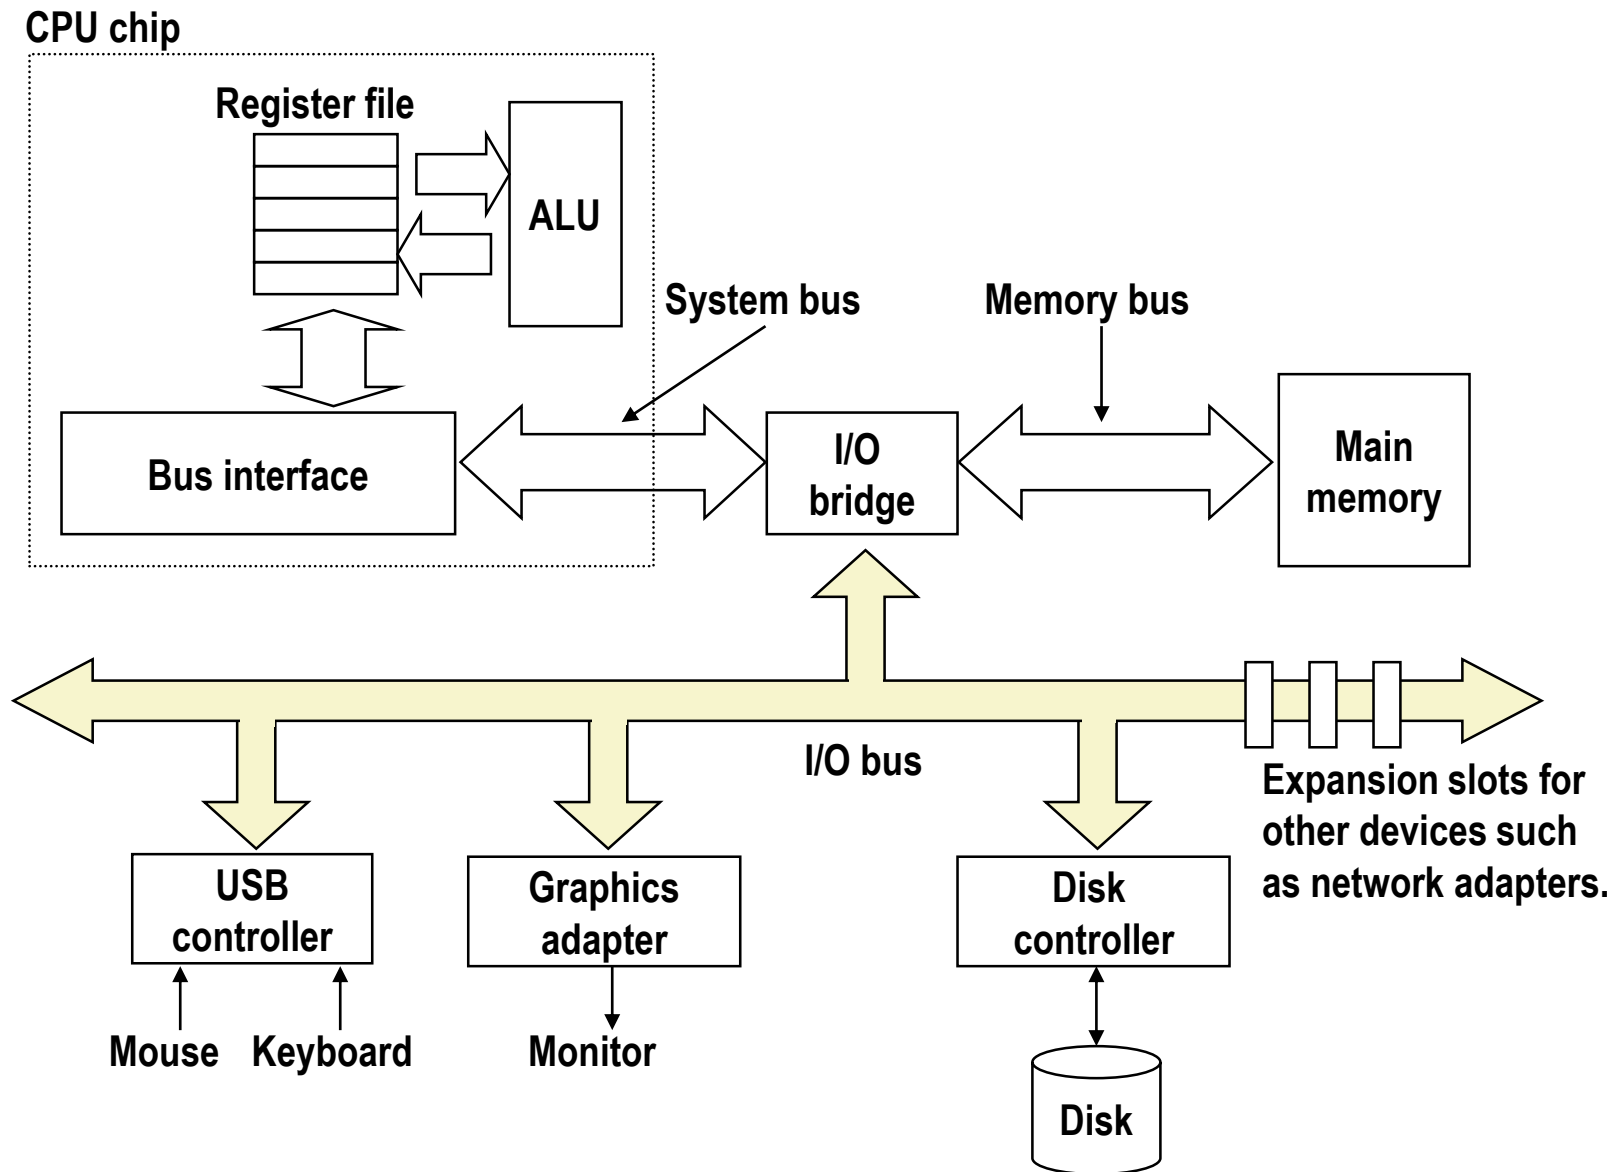 CPU chip
Register file
ALU
System bus
Memory bus
Bus interface
I/O
bridge
Main
memory
I/O bus
Expansion slots for
other devices such
as network adapters.
USB
controller
Graphics
adapter
Disk
controller
Mouse
Keyboard
Monitor
Disk